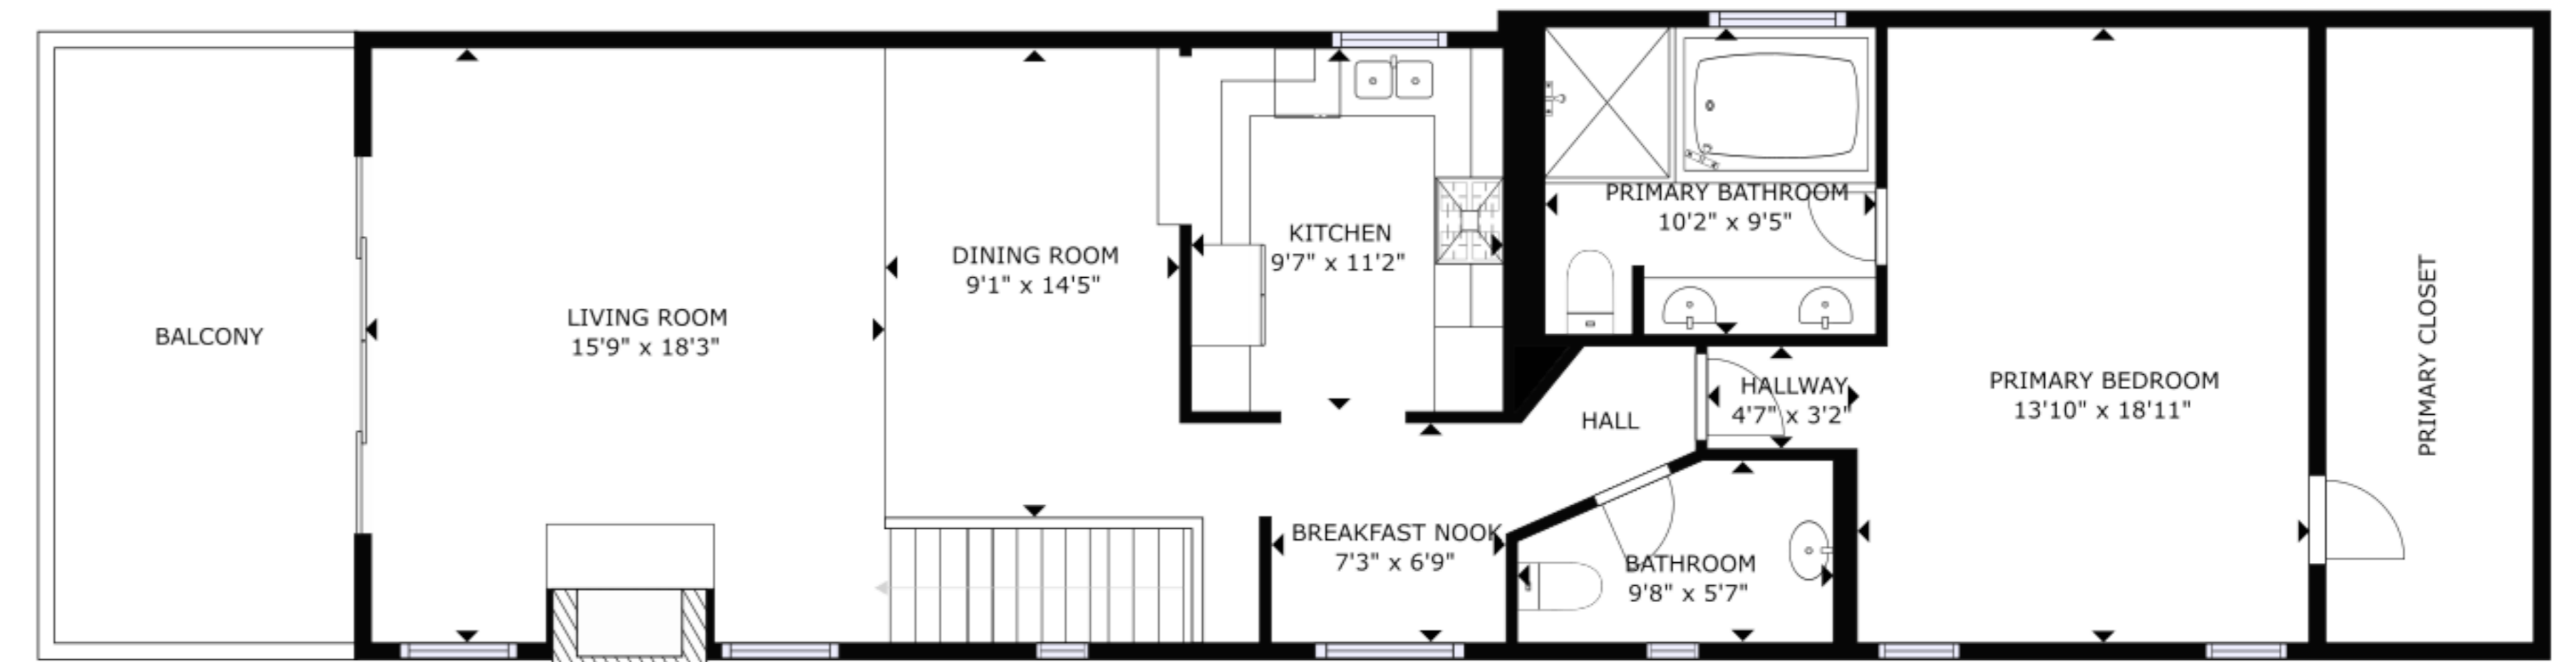 BALCONY
LIVING ROOM
15'9" x 18'3"
DINING ROOM
9'1" x 14'5"
KITCHEN
9'7" x 11'2"
PRIMARY BATHROOM
10'2" x 9'5"
HALL
HALLWAY
4'7" x 3'2"
BREAKFAST NOOK
7'3" x 6'9"
BATHROOM
9'8" x 5'7"
PRIMARY BEDROOM
13'10" x 18'11"
PRIMARY CLOSET